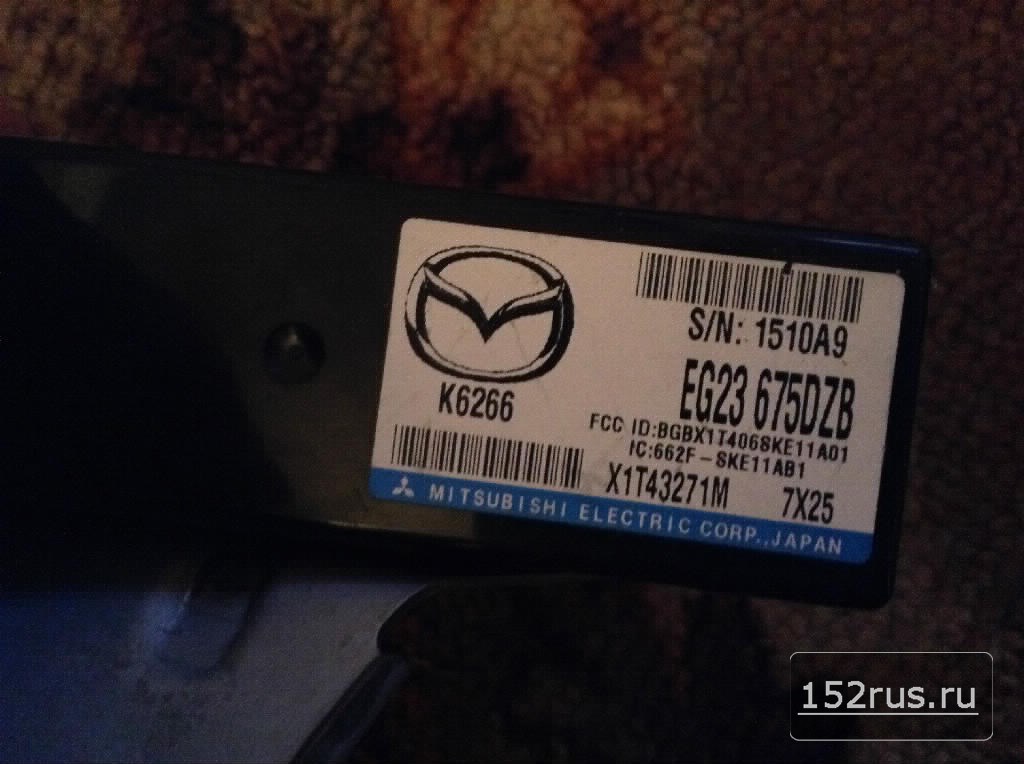 S/N: 1510A9
EG23 675DZB
K6266
FCC ID:BGBX1T406SKE11A01
IC:662F-SKE11AB1
X1T43271M 7X25
MITSUBISHI ELECTRIC CORP.,JAPAN
152rus.ru